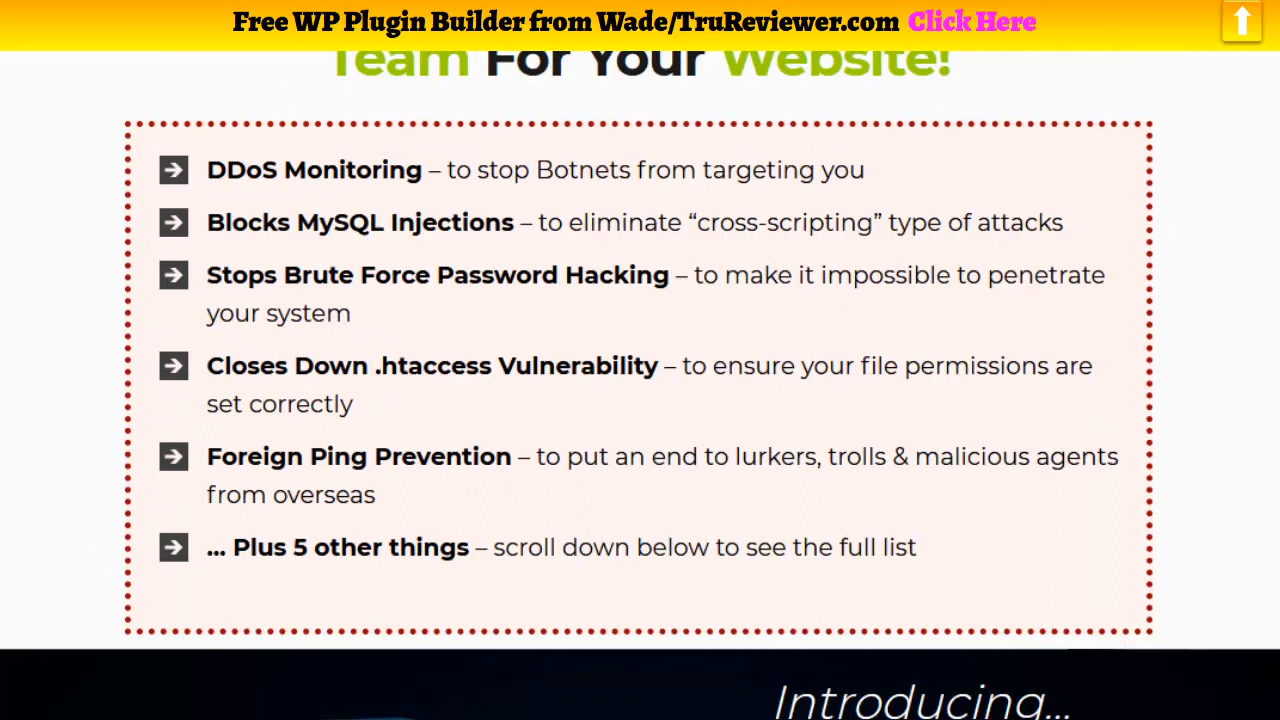 Free WP Plugin Builder from Wade/TruReviewer.com Click Here
Team For Your Website!
DDoS Monitoring – to stop Botnets from targeting you
Blocks MySQL Injections – to eliminate “cross-scripting” type of attacks
Stops Brute Force Password Hacking – to make it impossible to penetrate
your system
Closes Down .htaccess Vulnerability – to ensure your file permissions are
set correctly
Foreign Ping Prevention – to put an end to lurkers, trolls & malicious agents
from overseas
... Plus 5 other things – scroll down below to see the full list
Introducing...